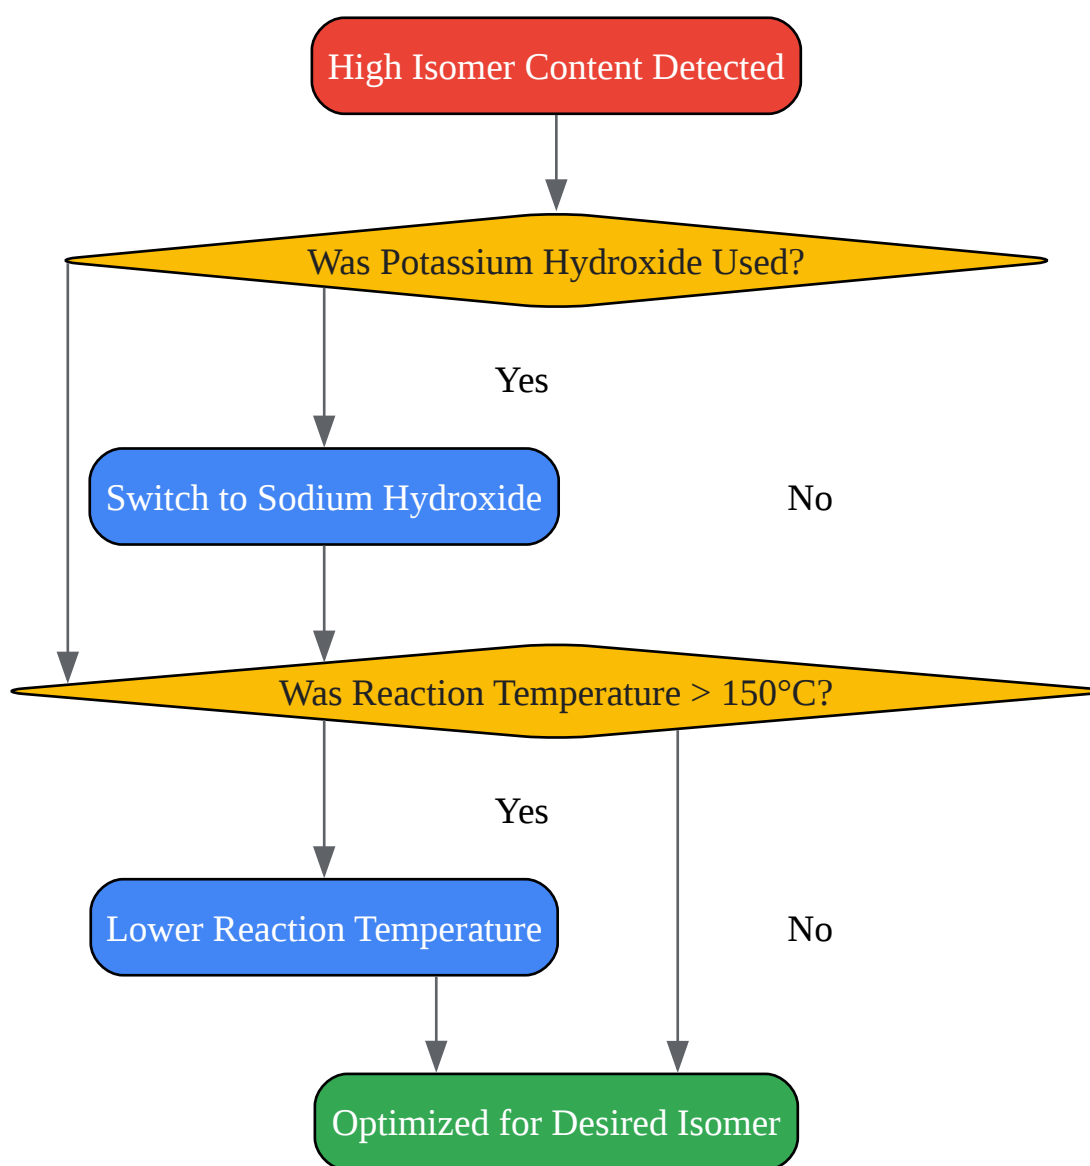 High Isomer Content Detected
Was Potassium Hydroxide Used?
Yes
Switch to Sodium Hydroxide
No
Was Reaction Temperature > 150°C?
Yes
Lower Reaction Temperature
No
Optimized for Desired Isomer